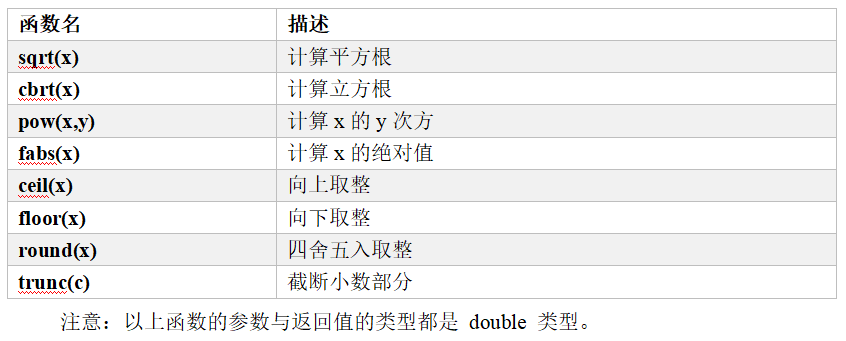 函数名 描述
sqrt(x) 计算平方根
cbrt(x) 计算立方根
pow(x,y) 计算 x 的 y 次方
fabs(x) 计算 x 的绝对值
ceil(x) 向上取整
floor(x) 向下取整
round(x) 四舍五入取整
trunc(c) 截断小数部分
注意：以上函数的参数与返回值的类型都是 double 类型。